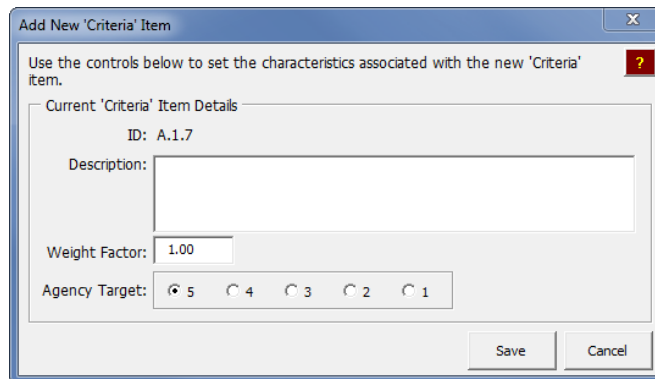 Add New 'Criteria' Item
X
Use the controls below to set the characteristics associated with the new 'Criteria' item.
?
Current 'Criteria' Item Details
ID: A.1.7
Description:
Weight Factor: 1.00
Agency Target: 5 4 3 2 1
Save Cancel